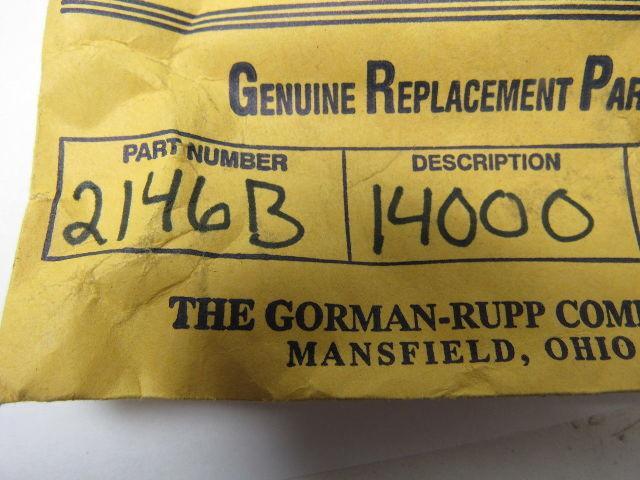 GENUINE REPLACEMENT PAR
PART NUMBER DESCRIPTION
2146B 14000
THE GORMAN-RUPP COM
MANSFIELD, OHIO